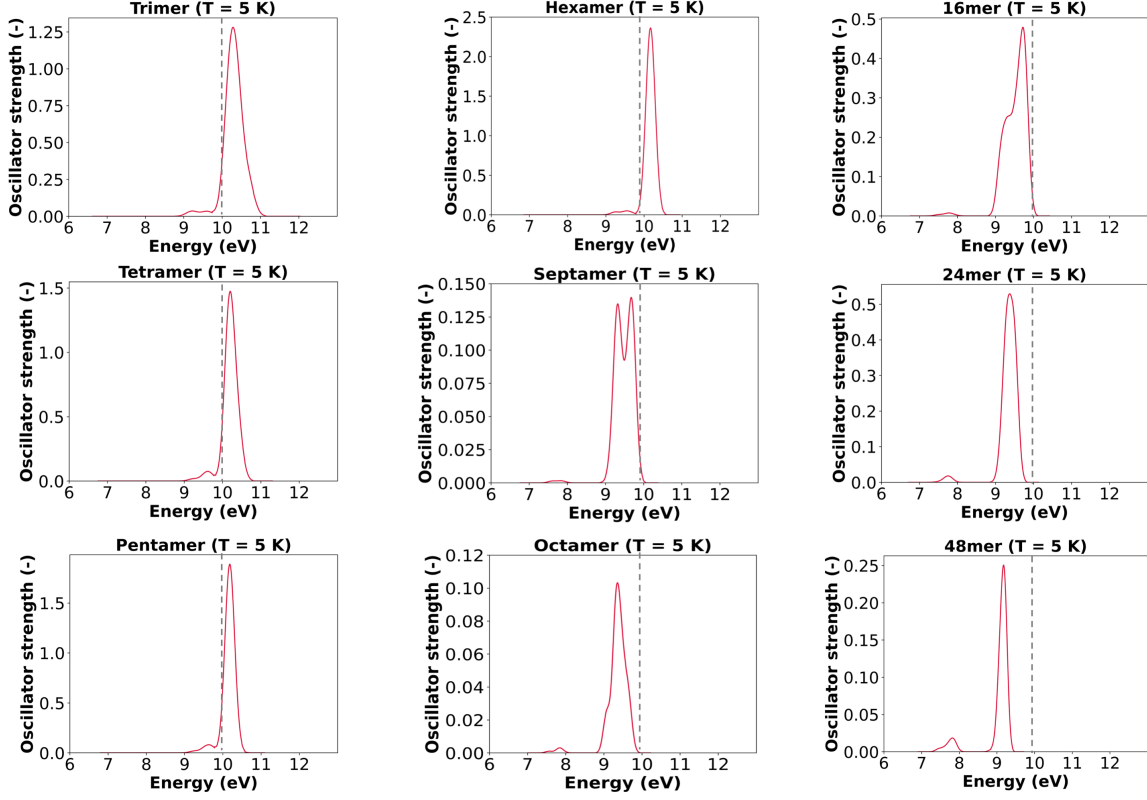 Trimer (T = 5 K)
Oscillator strength (-)
1.25
1.00
0.75
0.50
0.25
0.00
6 7 8 9 10 11 12
Energy (eV)
Hexamer (T = 5 K)
Oscillator strength (-)
2.5
2.0
1.5
1.0
0.5
0.0
6 7 8 9 10 11 12
Energy (eV)
16mer (T = 5 K)
Oscillator strength (-)
0.5
0.4
0.3
0.2
0.1
0.0
6 7 8 9 10 11 12
Energy (eV)
Tetramer (T = 5 K)
Oscillator strength (-)
1.5
1.0
0.5
0.0
6 7 8 9 10 11 12
Energy (eV)
Septamer (T = 5 K)
Oscillator strength (-)
0.150
0.125
0.100
0.075
0.050
0.025
0.000
6 7 8 9 10 11 12
Energy (eV)
24mer (T = 5 K)
Oscillator strength (-)
0.5
0.4
0.3
0.2
0.1
0.0
6 7 8 9 10 11 12
Energy (eV)
Pentamer (T = 5 K)
Oscillator strength (-)
1.5
1.0
0.5
0.0
6 7 8 9 10 11 12
Energy (eV)
Octamer (T = 5 K)
Oscillator strength (-)
0.12
0.10
0.08
0.06
0.04
0.02
0.00
6 7 8 9 10 11 12
Energy (eV)
48mer (T = 5 K)
Oscillator strength (-)
0.25
0.20
0.15
0.10
0.05
0.00
6 7 8 9 10 11 12
Energy (eV)